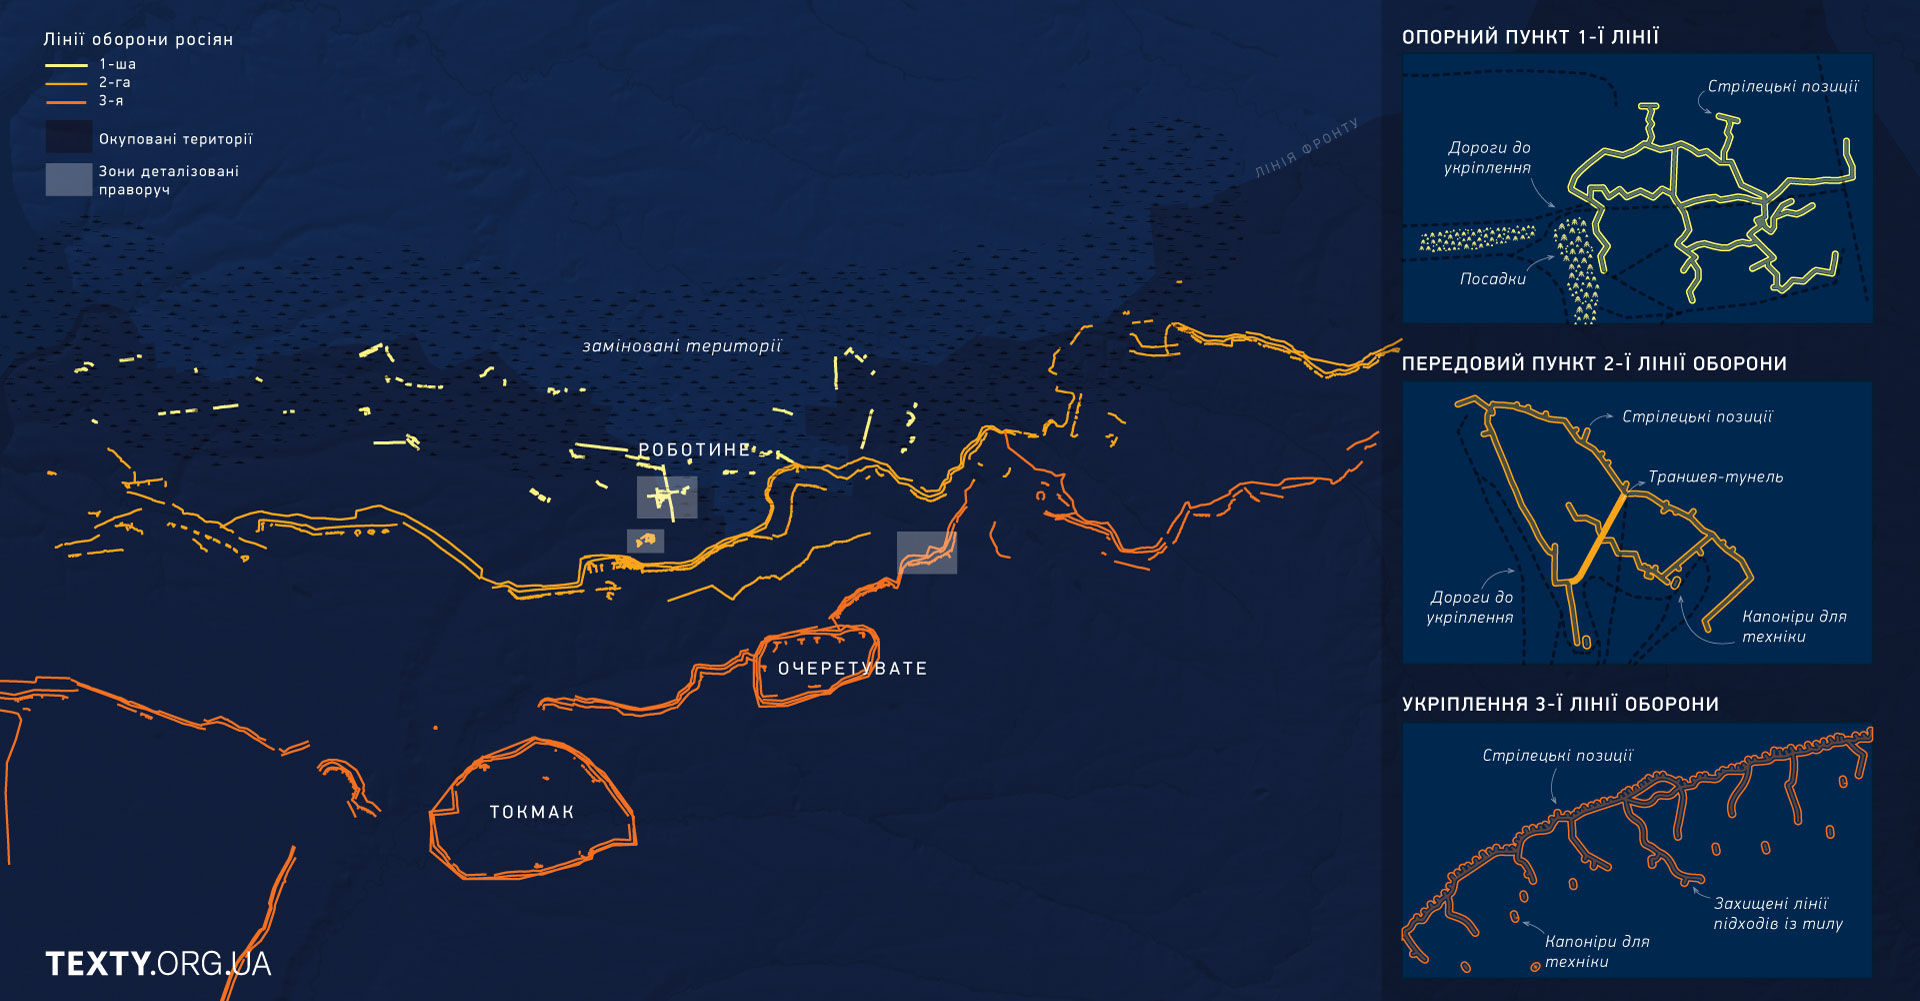 Лінії оборони росіян
1-ша
2-га
3-я
Окуповані території
Зони деталізовані
праворуч
ЛІНІЯ ФРОНТУ
заміновані території
РОБОТИНЕ
ОЧЕРЕТУВАТЕ
ТОКМАК
TEXTY.ORG.UA
ОПОРНИЙ ПУНКТ 1-Ї ЛІНІЇ
Стрілецькі позиції
Дороги до
укріплення
Посадки
ПЕРЕДОВИЙ ПУНКТ 2-Ї ЛІНІЇ ОБОРОНИ
Стрілецькі позиції
Траншея-тунель
Дороги до
укріплення
Капоніри для
техніки
УКРІПЛЕННЯ 3-Ї ЛІНІЇ ОБОРОНИ
Стрілецькі позиції
Захищені лінії
підходів із тилу
Капоніри для
техніки